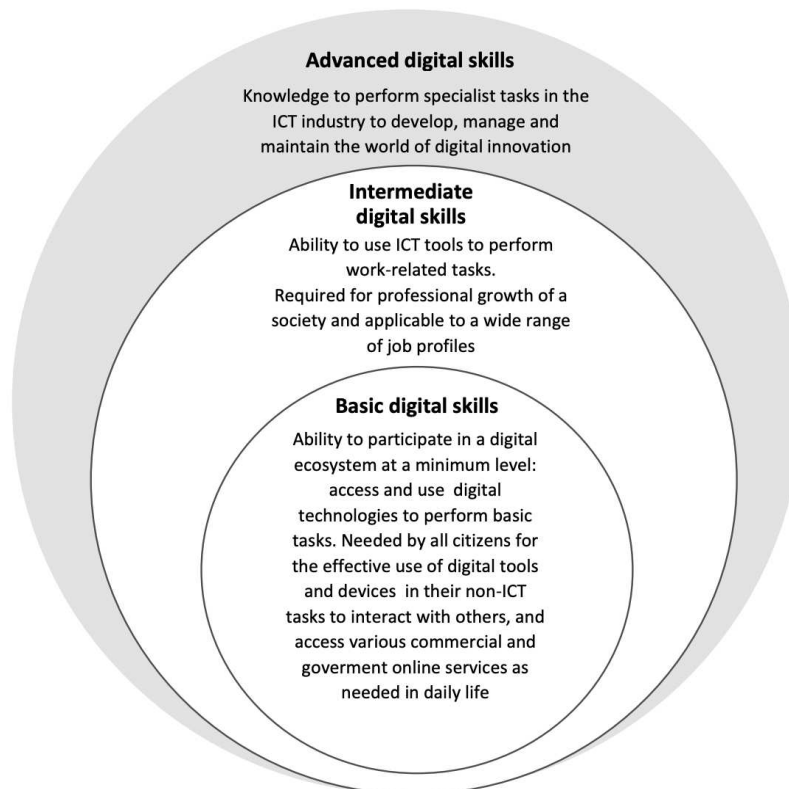 Advanced digital skills
Knowledge to perform specialist tasks in the
ICT industry to develop, manage and
maintain the world of digital innovation
Intermediate
digital skills
Ability to use ICT tools to perform
work-related tasks.
Required for professional growth of a
society and applicable to a wide range
of job profiles
Basic digital skills
Ability to participate in a digital
ecosystem at a minimum level:
access and use digital
technologies to perform basic
tasks. Needed by all citizens for
the effective use of digital tools
and devices in their non-ICT
tasks to interact with others, and
access various commercial and
goverment online services as
needed in daily life